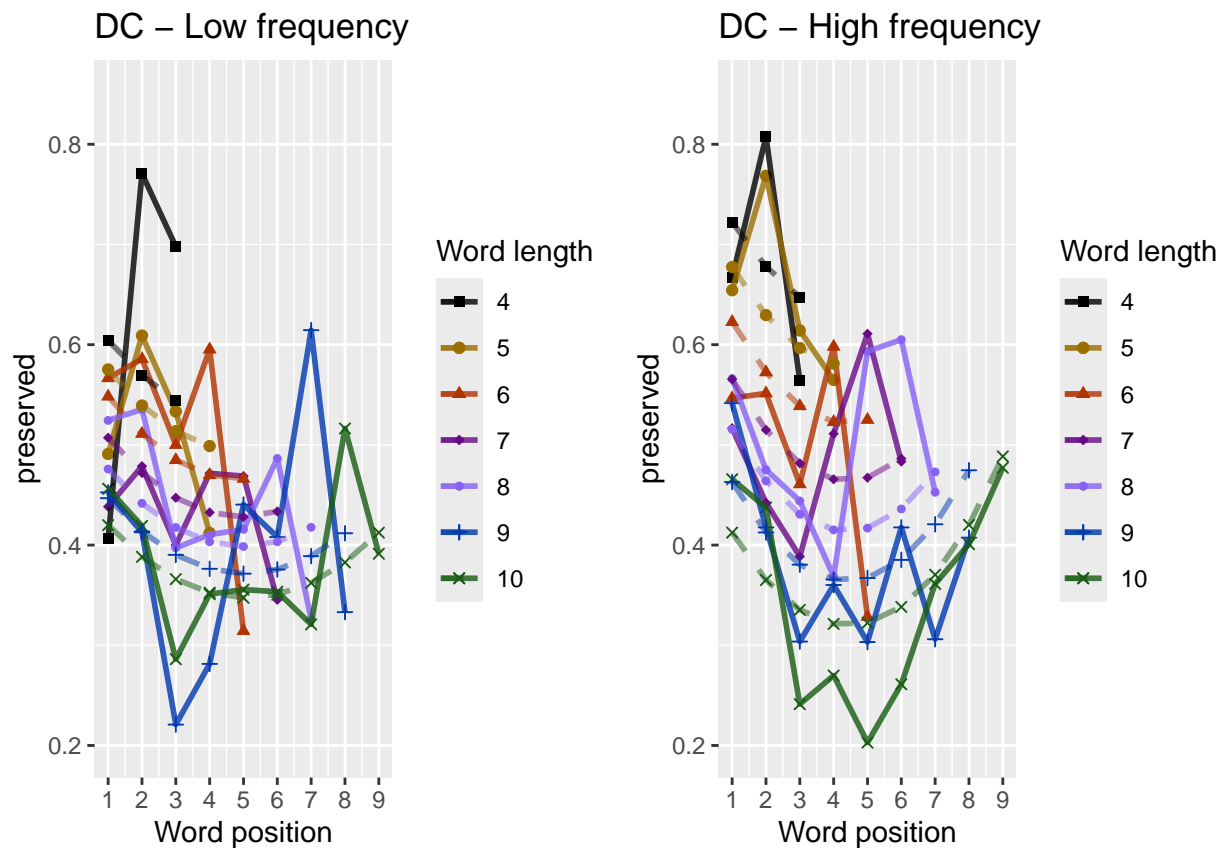 DC – Low frequency
preserved
0.8
0.6
0.4
0.2
1 2 3 4 5 6 7 8 9
Word position
Word length
4
5
6
7
8
9
10
DC – High frequency
preserved
0.8
0.6
0.4
0.2
1 2 3 4 5 6 7 8 9
Word position
Word length
4
5
6
7
8
9
10